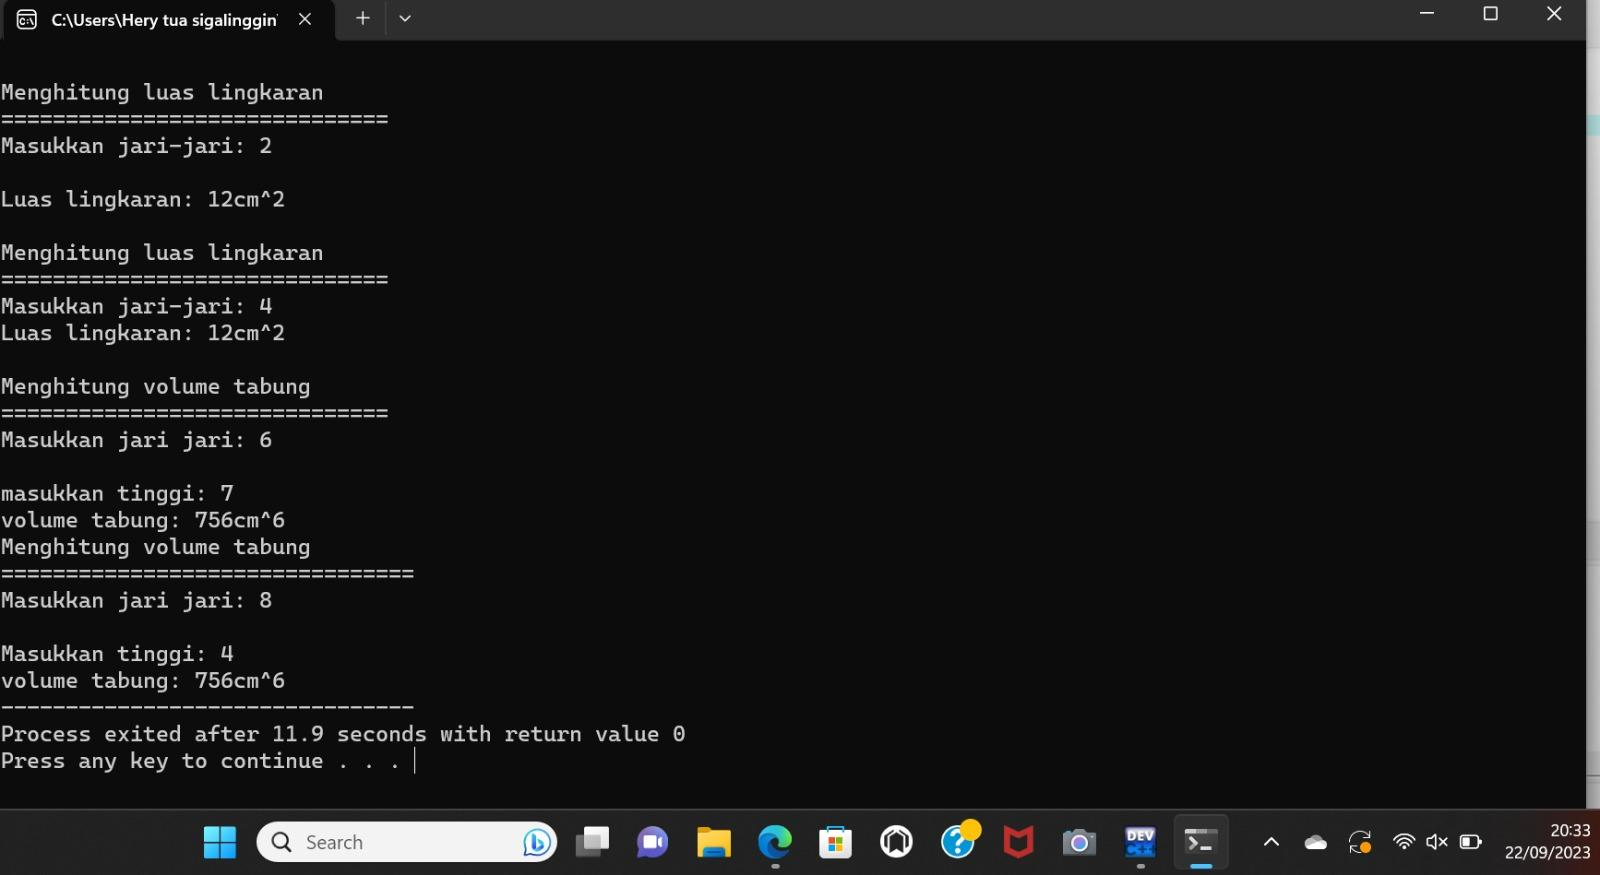 C:\Users\Hery tua sigalinggin'
Menghitung luas lingkaran
==============================
Masukkan jari-jari: 2
Luas lingkaran: 12cm^2
Menghitung luas lingkaran
==============================
Masukkan jari-jari: 4
Luas lingkaran: 12cm^2
Menghitung volume tabung
==============================
Masukkan jari jari: 6
masukkan tinggi: 7
volume tabung: 756cm^6
Menghitung volume tabung
================================
Masukkan jari jari: 8
Masukkan tinggi: 4
volume tabung: 756cm^6
--------------------------------
Process exited after 11.9 seconds with return value 0
Press any key to continue . . .
Search
DEV
C++
20:33
22/09/2023